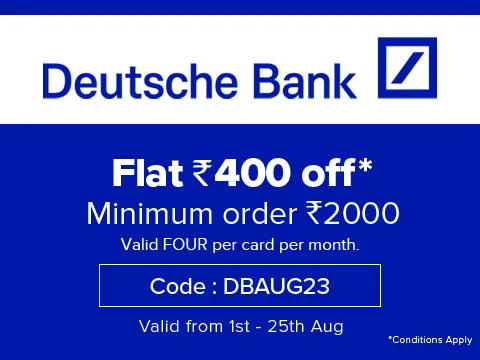 Deutsche Bank
Flat ₹400 off*
Minimum order ₹2000
Valid FOUR per card per month.
Code : DBAUG23
Valid from 1st - 25th Aug
*Conditions Apply